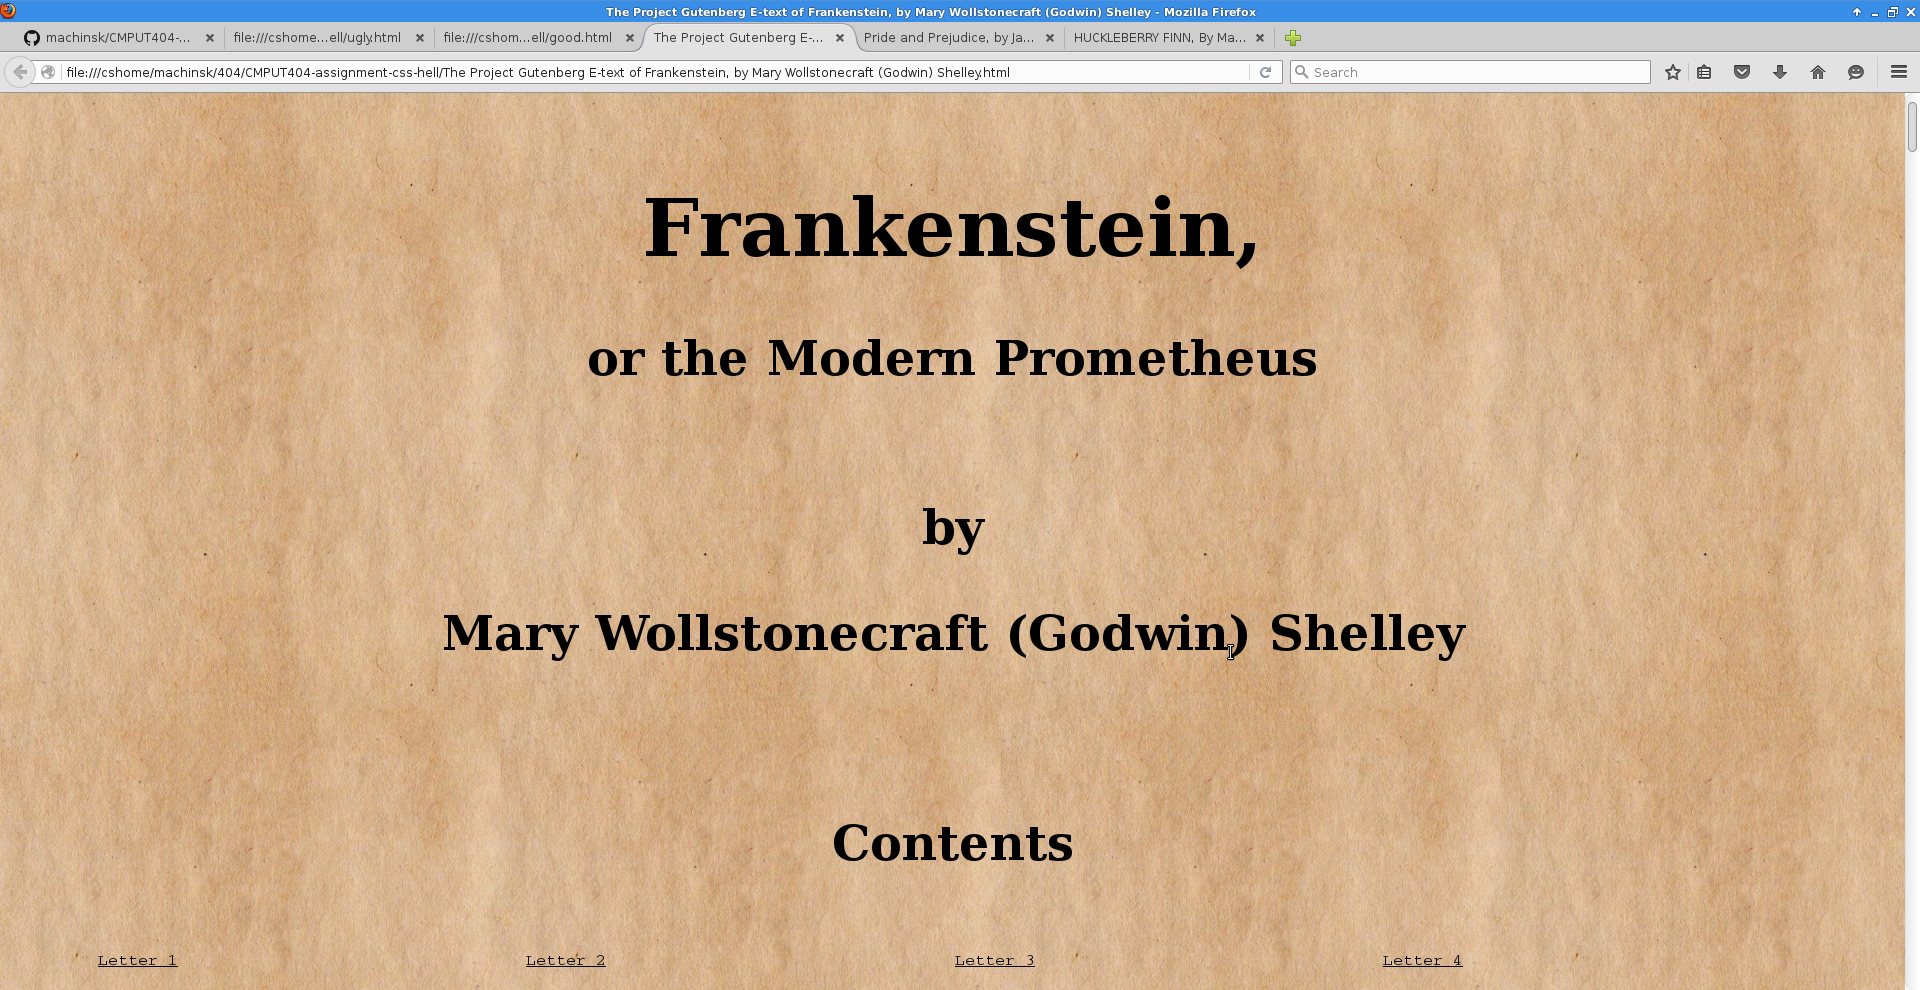 The Project Gutenberg E-text of Frankenstein, by Mary Wollstonecraft (Godwin) Shelley - Mozilla Firefox
machinsk/CMPUT404-...
file:///cshome...ell/ugly.html
file:///cshom...ell/good.html
The Project Gutenberg E-...
Pride and Prejudice, by Ja...
HUCKLEBERRY FINN, By Ma...
file:///cshome/machinsk/404/CMPUT404-assignment-css-hell/The Project Gutenberg E-text of Frankenstein, by Mary Wollstonecraft (Godwin) Shelley.html
Search
Frankenstein,
or the Modern Prometheus
by
Mary Wollstonecraft (Godwin) Shelley
Contents
Letter 1
Letter 2
Letter 3
Letter 4